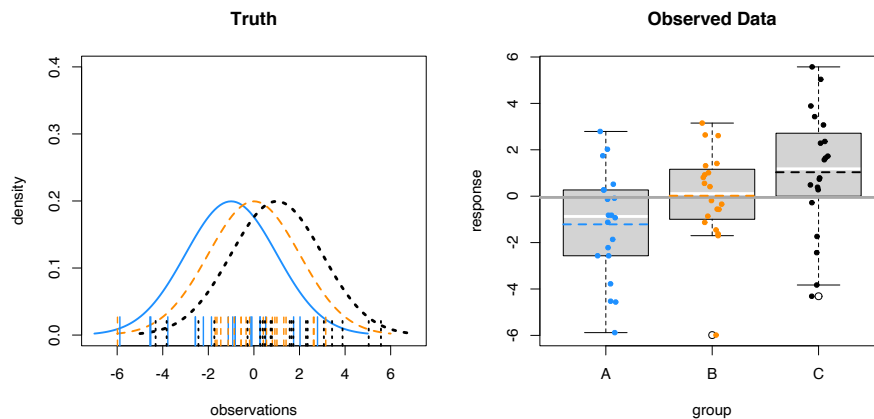 Truth
0.4
0.3
0.2
0.1
0.0
density
-6 -4 -2 0 2 4 6
observations
Observed Data
6
4
2
0
-2
-4
-6
response
A B C
group